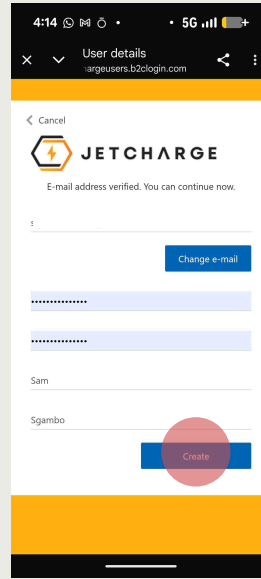 4:14
5G
User details
argeusers.b2clogin.com
Cancel
JETCHARGE
E-mail address verified. You can continue now.
s
Change e-mail
••••••••••••••
••••••••••••••
Sam
Sgambo
Create